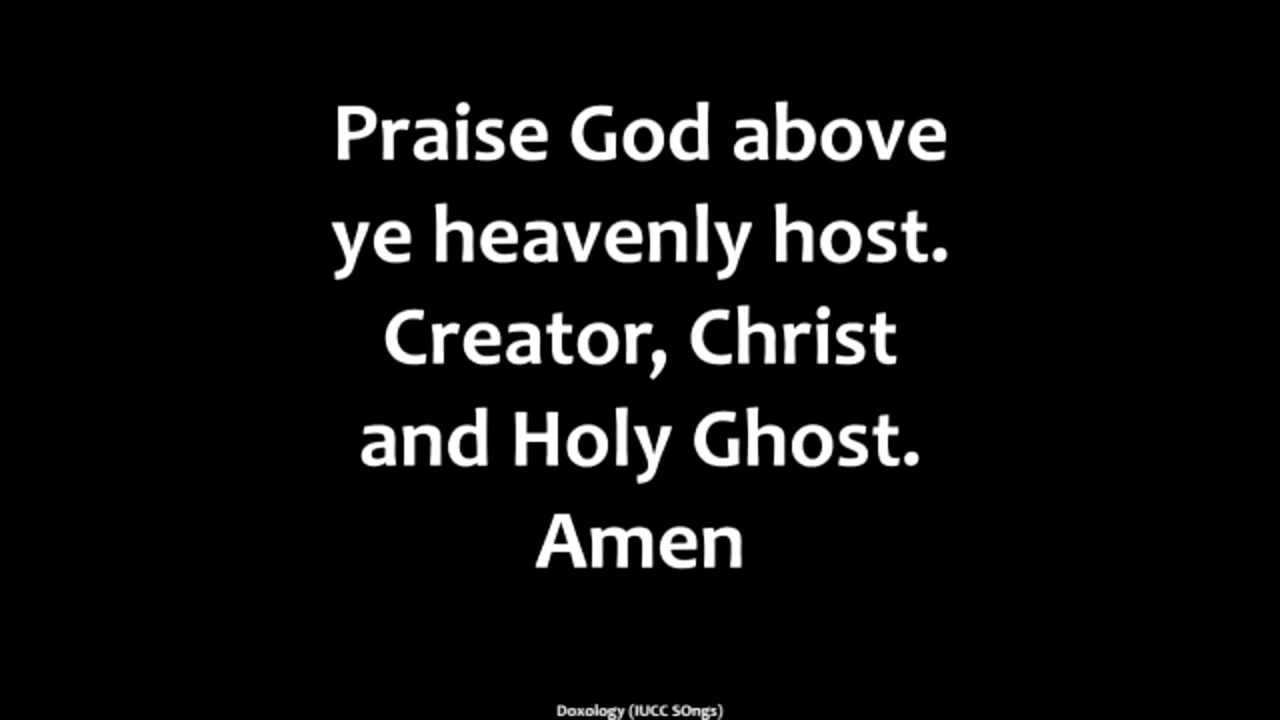 Praise God above
ye heavenly host.
Creator, Christ
and Holy Ghost.
Amen
Doxology (IUCC SOngs)